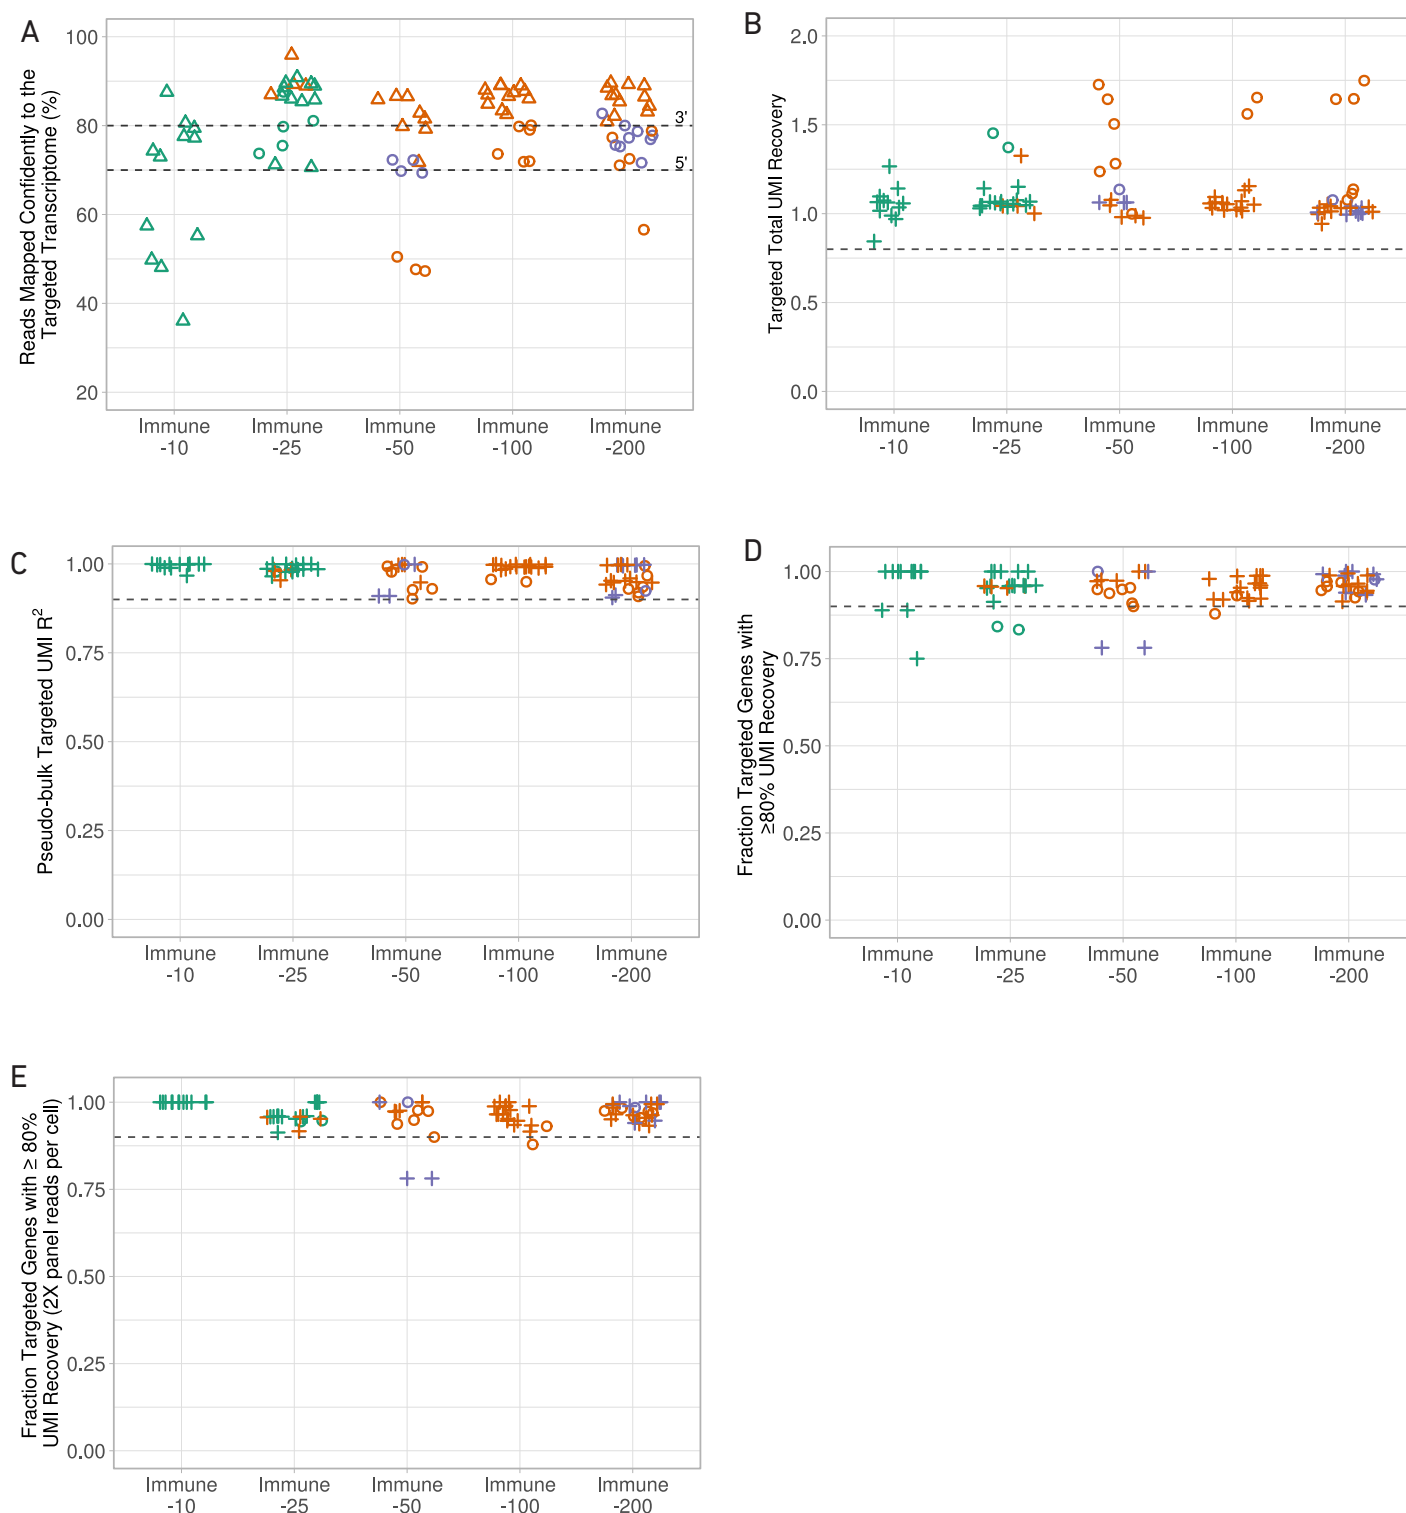 A
Reads Mapped Confidently to the
Targeted Transcriptome (%)
100
80
60
40
20
3'
5'
Immune
-10
Immune
-25
Immune
-50
Immune
-100
Immune
-200
B
Targeted Total UMI Recovery
2.0
1.5
1.0
0.5
0.0
Immune
-10
Immune
-25
Immune
-50
Immune
-100
Immune
-200
C
Pseudo-bulk Targeted UMI R²
1.00
0.75
0.50
0.25
0.00
Immune
-10
Immune
-25
Immune
-50
Immune
-100
Immune
-200
D
Fraction Targeted Genes with
≥80% UMI Recovery
1.00
0.75
0.50
0.25
0.00
Immune
-10
Immune
-25
Immune
-50
Immune
-100
Immune
-200
E
Fraction Targeted Genes with ≥ 80%
UMI Recovery (2X panel reads per cell)
1.00
0.75
0.50
0.25
0.00
Immune
-10
Immune
-25
Immune
-50
Immune
-100
Immune
-200